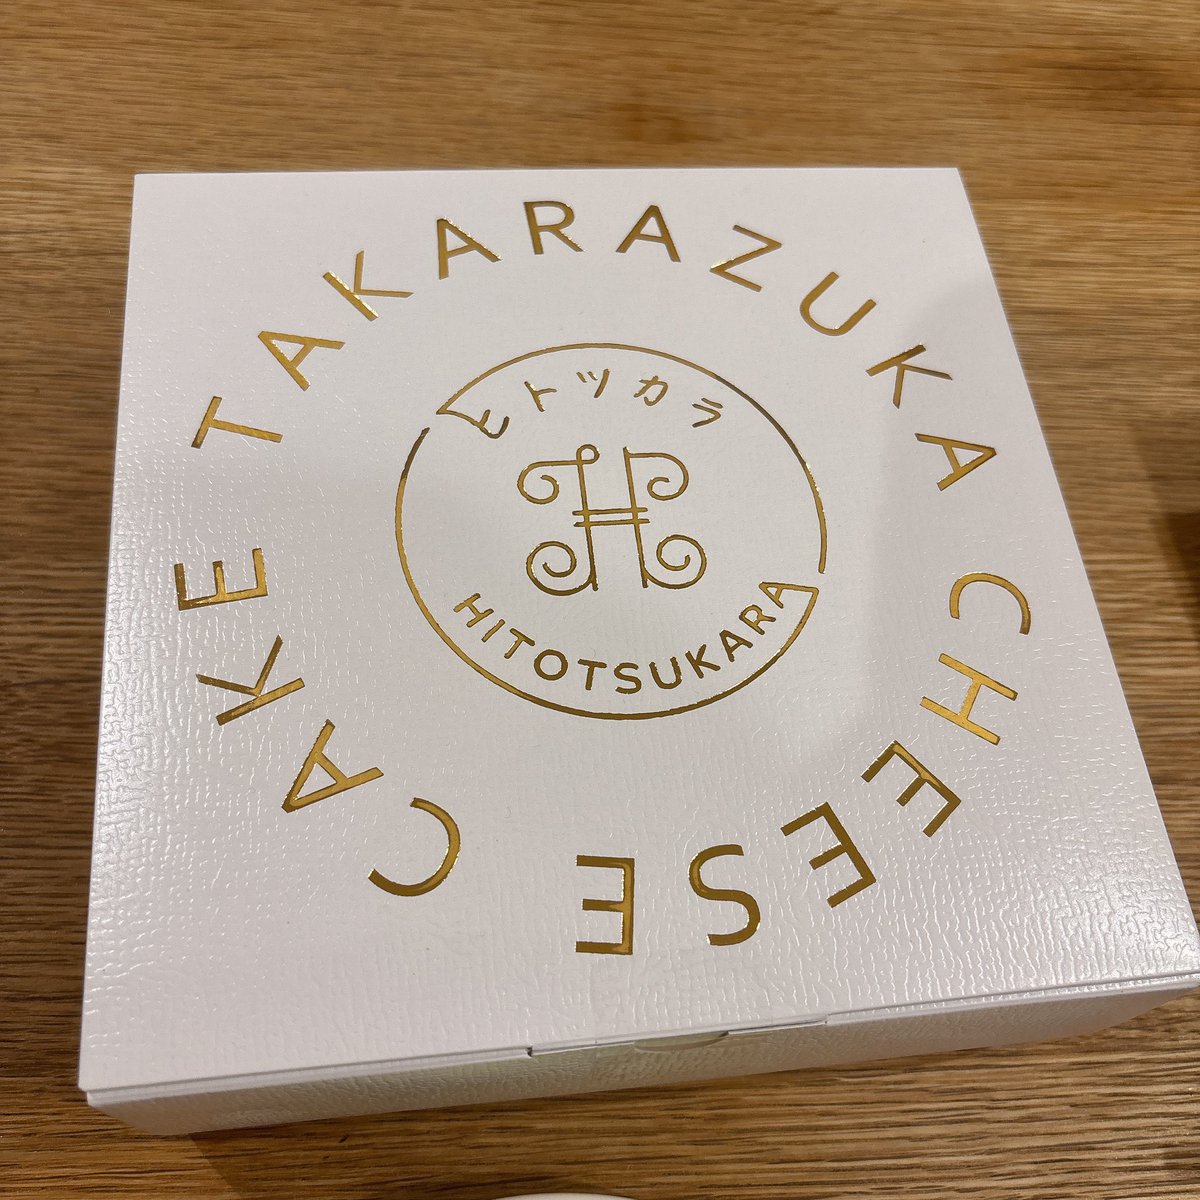 TAKARAZUKA CHEESE CAKE
ヒトツカラ
H
HITOTSUKARA